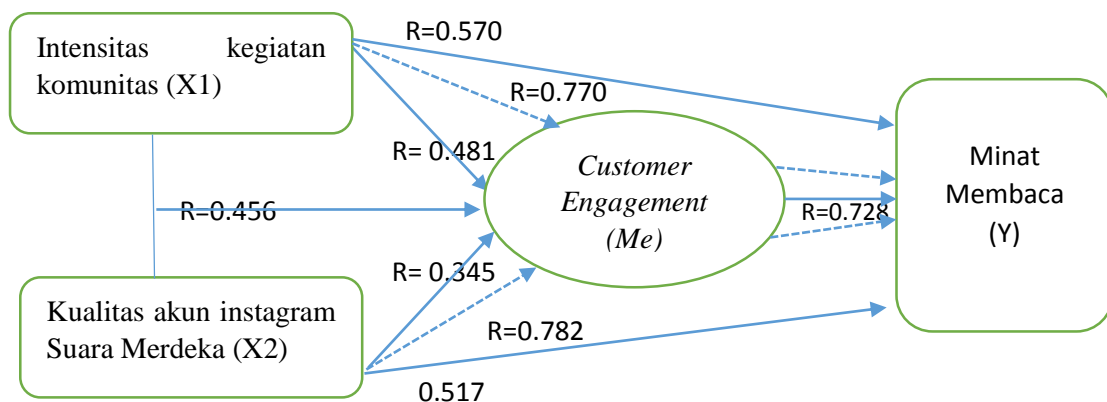 R=0.570
Intensitas kegiatan
komunitas (X1)
R=0.770
R= 0.481
Customer
Engagement
(Me)
Minat
Membaca
(Y)
R=0.456
R=0.728
R= 0.345
Kualitas akun instagram
Suara Merdeka (X2)
R=0.782
0.517